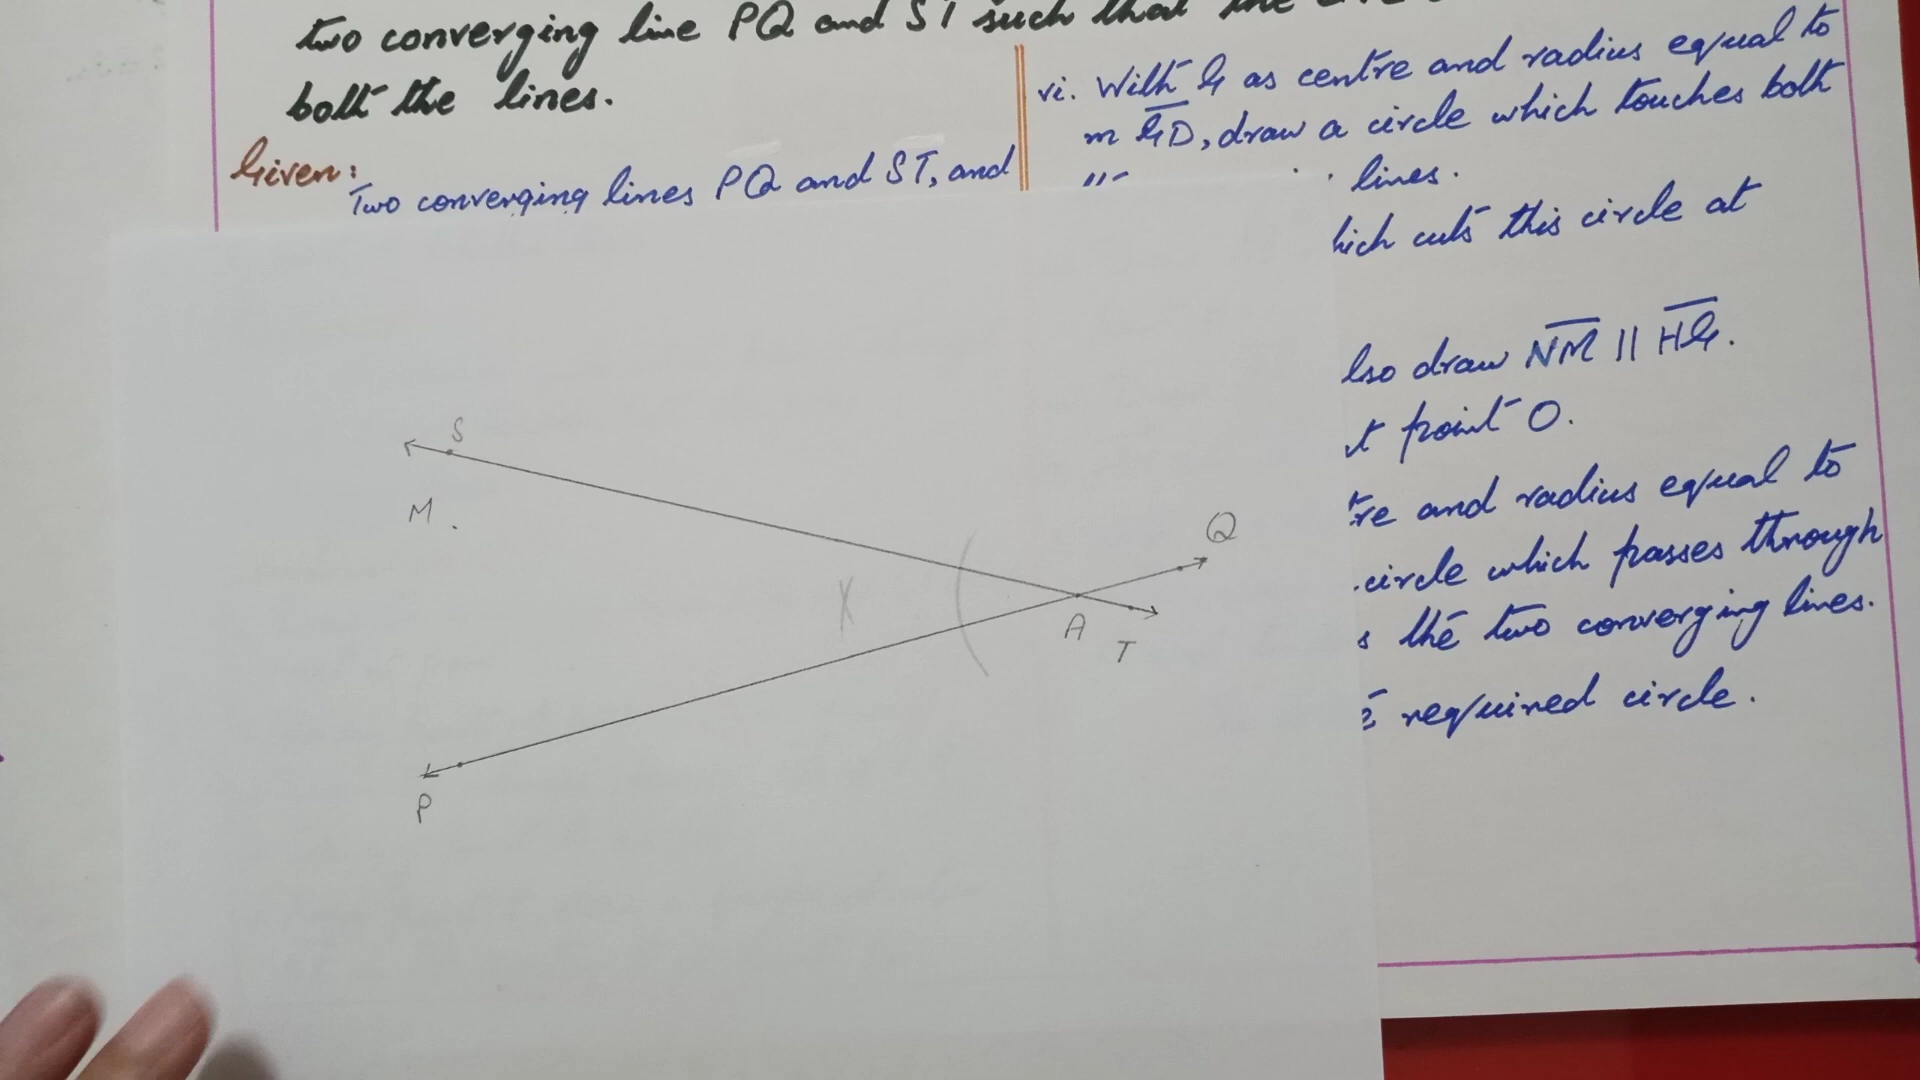 two converging line PQ and ST such that the
both the lines.
Given:
Two converging lines PQ and ST, and
vi. With G as centre and radius equal to
m GD, draw a circle which touches both
lines.
hich cuts this circle at
lso draw NM || HG.
t point O.
re and radius equal to
circle which passes through
s the two converging lines.
required circle.
S
M
Q
A
T
P